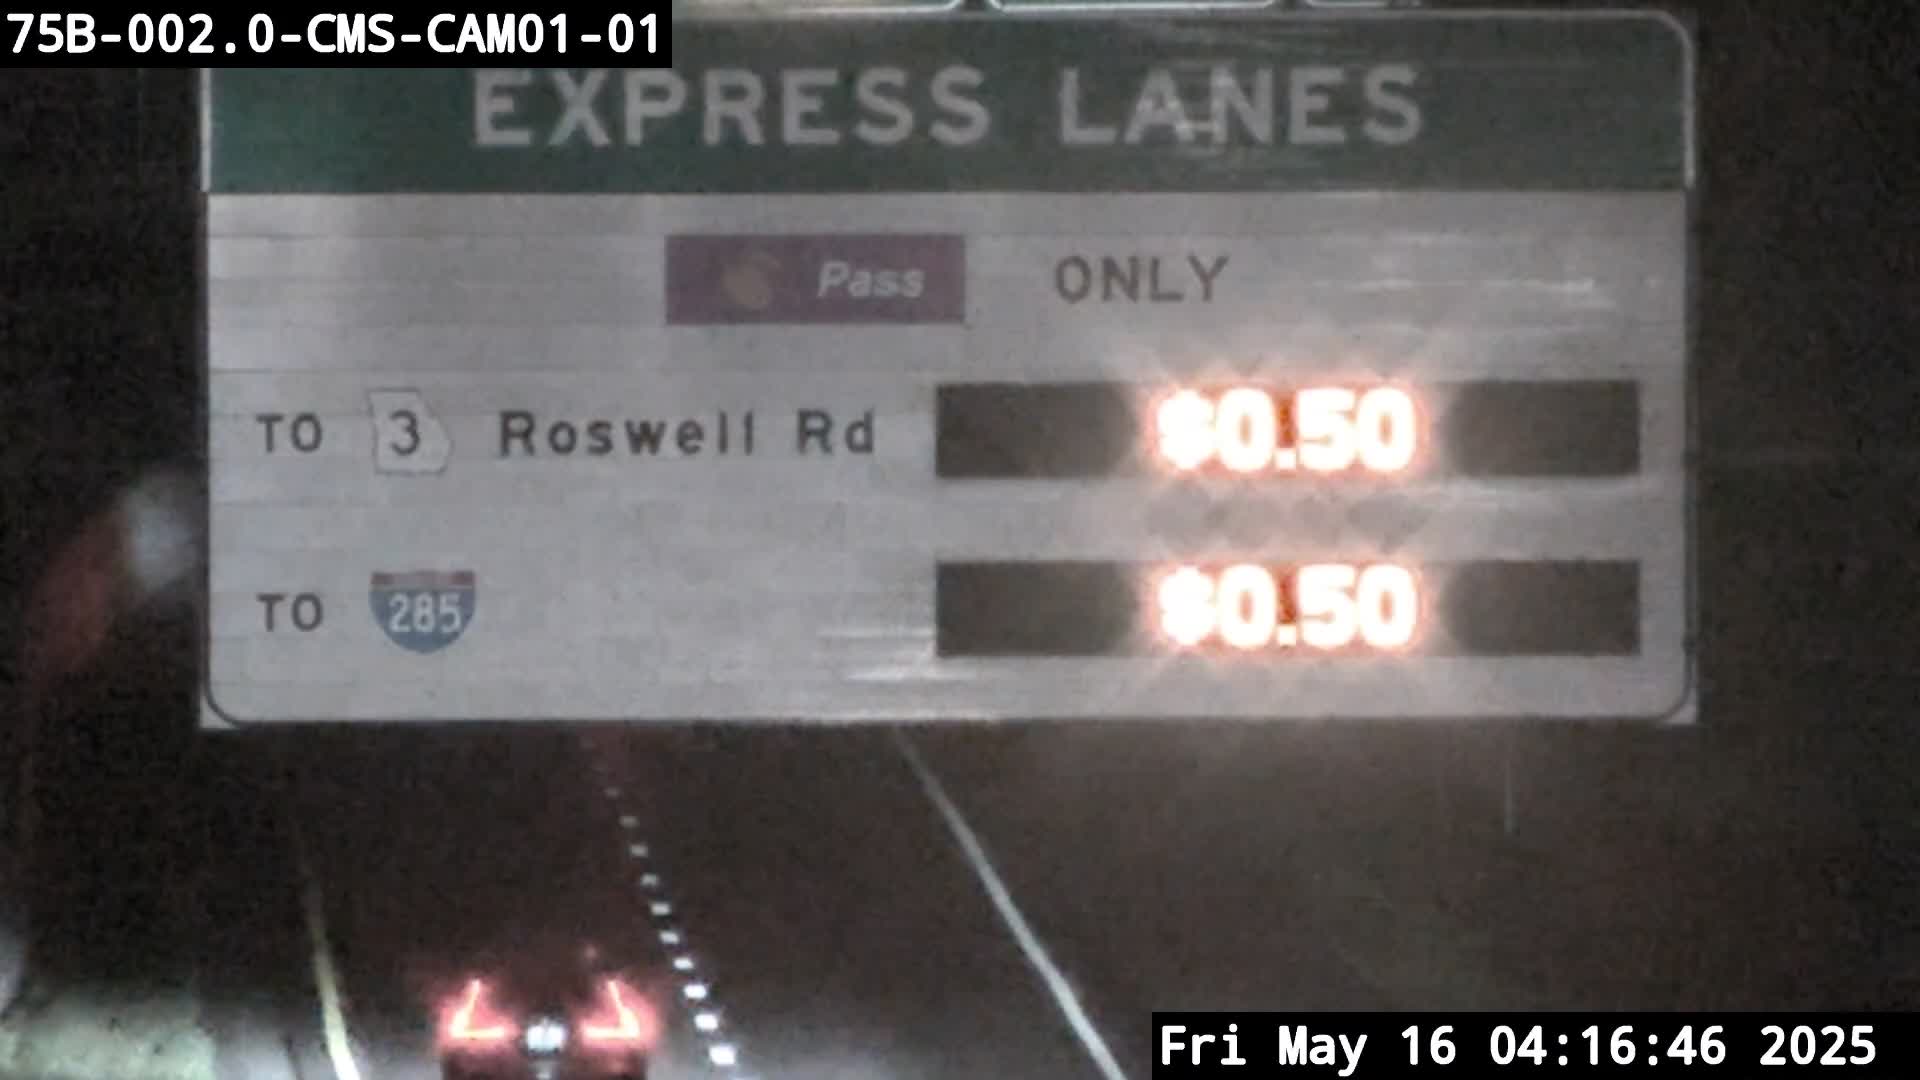 75B-002.0-CMS-CAM01-01
EXPRESS LANES
Pass ONLY
TO 3 Roswell Rd $0.50
TO 285 $0.50
Fri May 16 04:16:46 2025